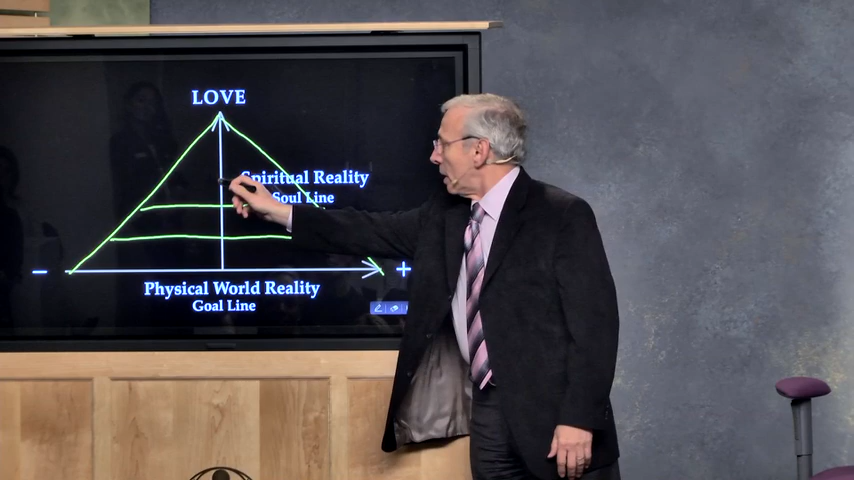 LOVE
Spiritual Reality
Soul Line
– +
Physical World Reality
Goal Line